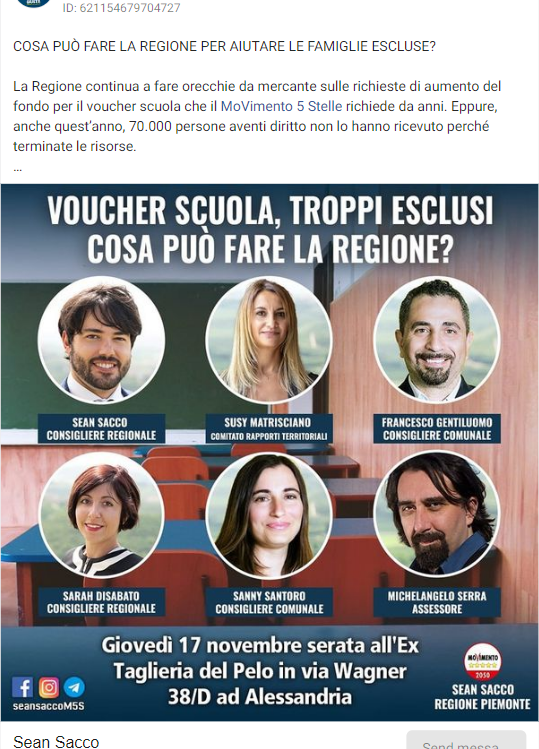 ID: 621154679704727
COSA PUÒ FARE LA REGIONE PER AIUTARE LE FAMIGLIE ESCLUSE?
La Regione continua a fare orecchie da mercante sulle richieste di aumento del
fondo per il voucher scuola che il MoVimento 5 Stelle richiede da anni. Eppure,
anche quest’anno, 70.000 persone aventi diritto non lo hanno ricevuto perché
terminate le risorse.
...
VOUCHER SCUOLA, TROPPI ESCLUSI
COSA PUÒ FARE LA REGIONE?
SEAN SACCO
CONSIGLIERE REGIONALE
SUSY MATRISCIANO
COMITATO RAPPORTI TERRITORIALI
FRANCESCO GENTILUOMO
CONSIGLIERE COMUNALE
SARAH DISABATO
CONSIGLIERE REGIONALE
SANNY SANTORO
CONSIGLIERE COMUNALE
MICHELANGELO SERRA
ASSESSORE
Giovedì 17 novembre serata all'Ex
Taglieria del Pelo in via Wagner
38/D ad Alessandria
seansaccoM5S
MOVIMENTO
2050
SEAN SACCO
REGIONE PIEMONTE
Sean Sacco
Send messa